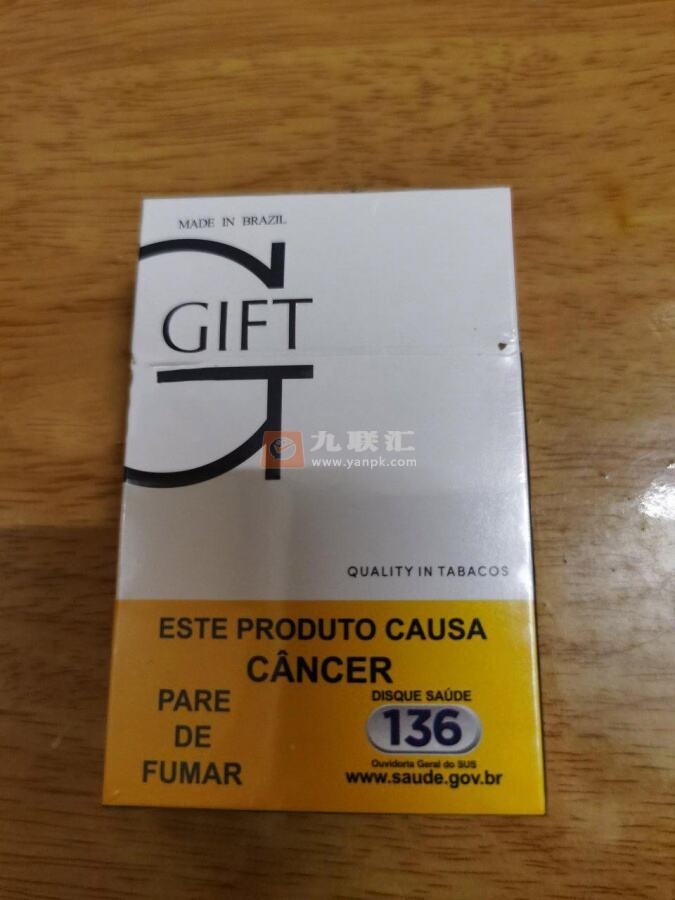 MADE IN BRAZIL
GIFT
九联汇
www.yanpk.com
QUALITY IN TABACOS
ESTE PRODUTO CAUSA
CÂNCER
PARE
DE
FUMAR
DISQUE SAÚDE
136
Ouvidoria Geral do SUS
www.saude.gov.br